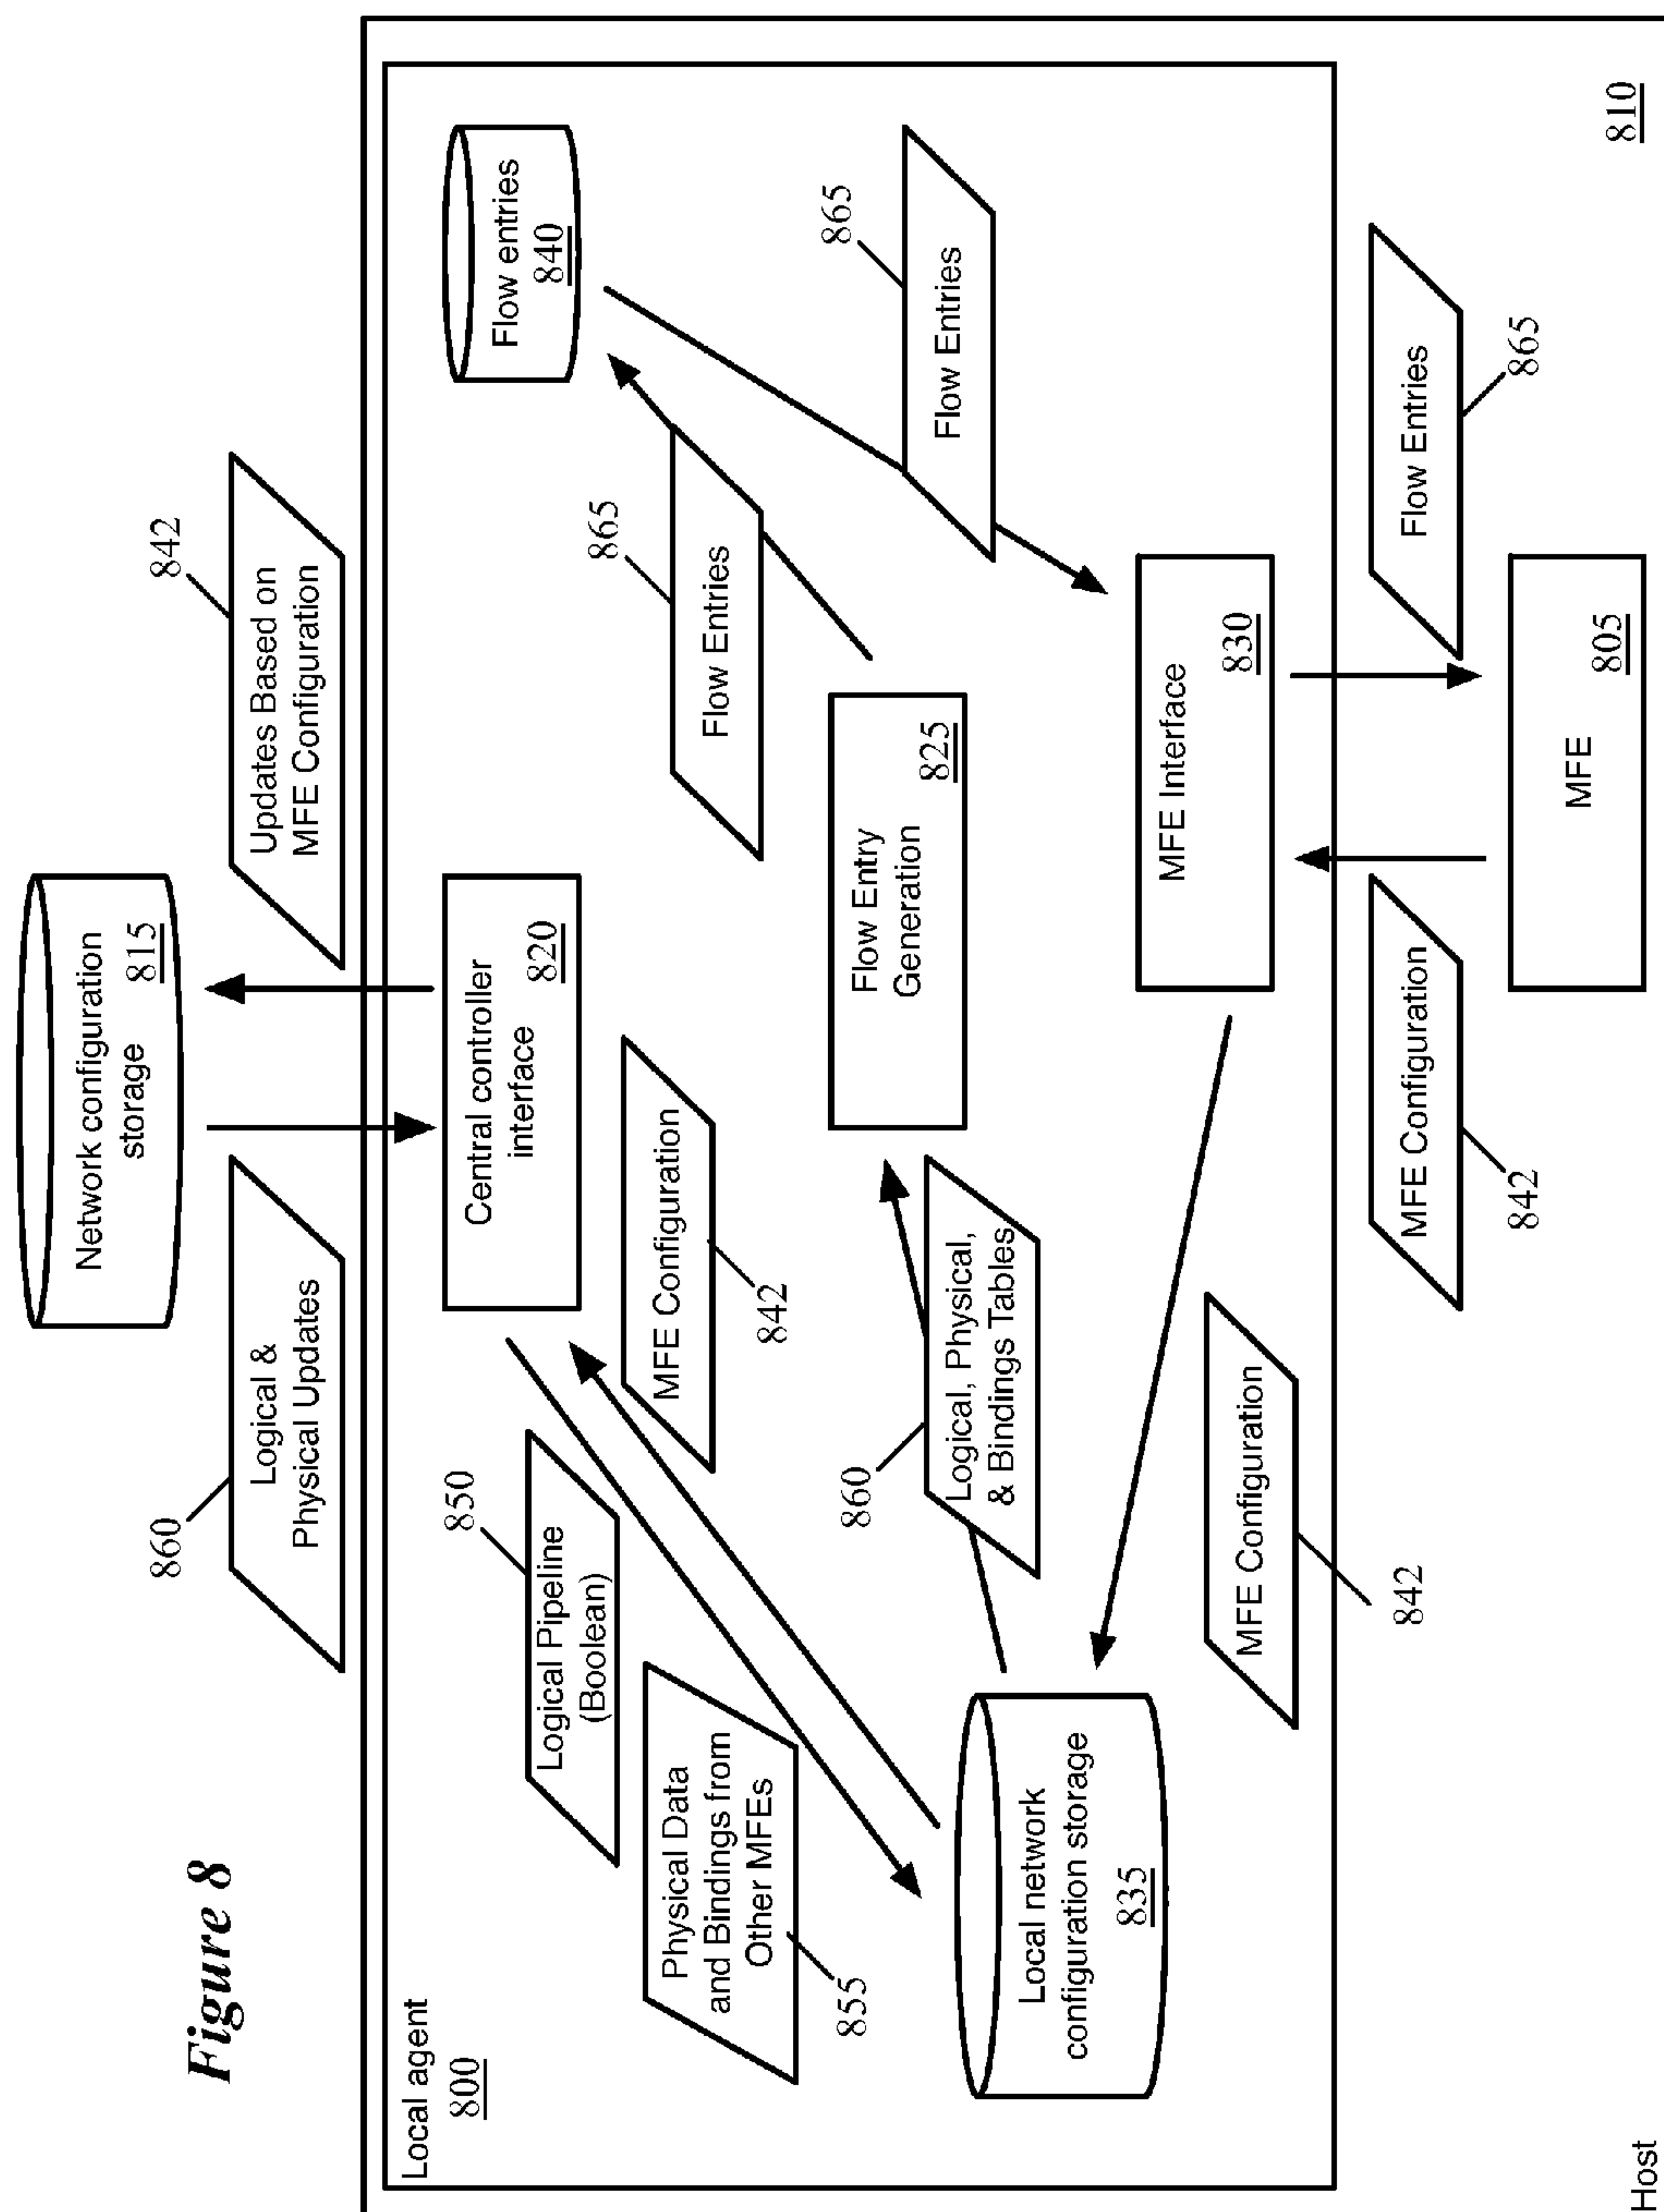 Figure 8
Network configuration
storage
815
860
Logical &
Physical Updates
842
Updates Based on
MFE Configuration
Local agent
800
Central controller
interface
820
Flow entries
840
850
Logical Pipeline
(Boolean)
MFE Configuration
842
865
Flow Entries
Physical Data
and Bindings from
Other MFEs
855
860
Logical, Physical,
& Bindings Tables
Flow Entry
Generation
825
865
Flow Entries
Local network
configuration storage
835
MFE Interface
830
MFE Configuration
842
MFE Configuration
842
Flow Entries
865
MFE
805
Host
810